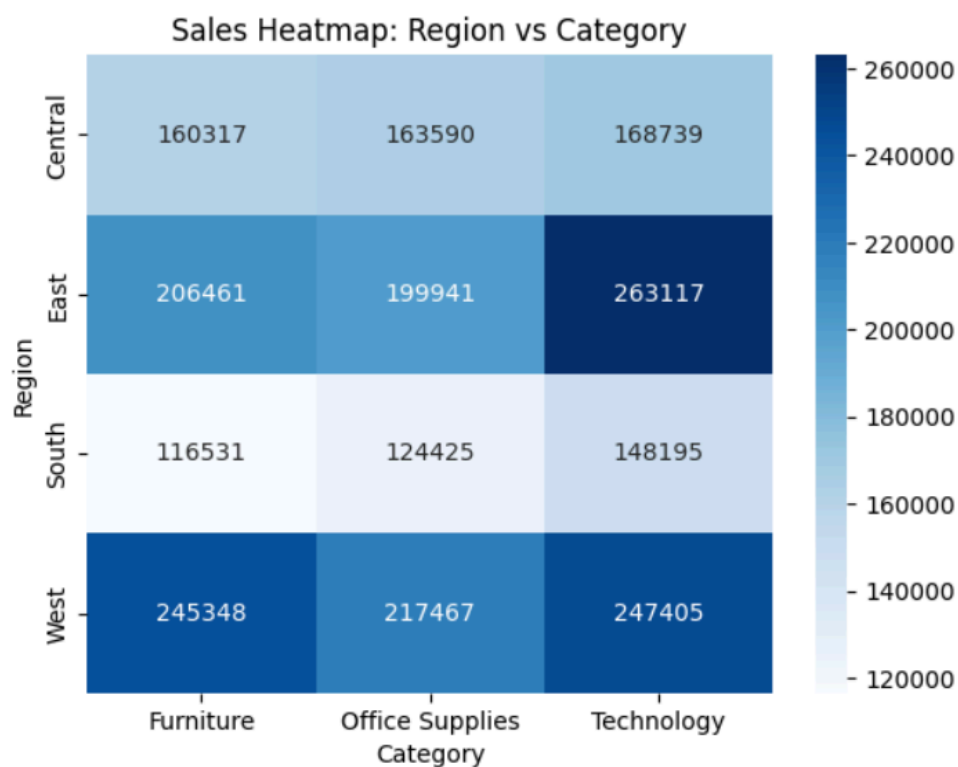 Sales Heatmap: Region vs Category
Region
Central
160317 163590 168739
East
206461 199941 263117
South
116531 124425 148195
West
245348 217467 247405
Furniture Office Supplies Technology
Category
260000
240000
220000
200000
180000
160000
140000
120000